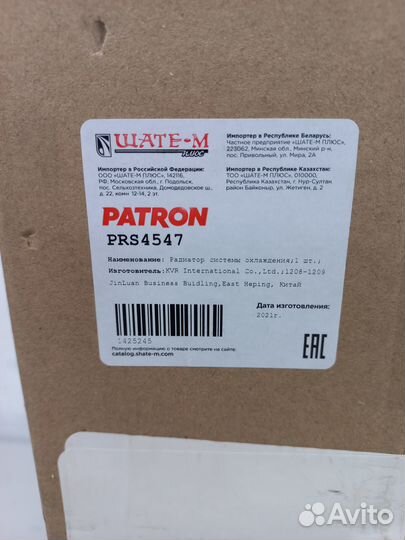 ШАТЕ-М
ПЛЮС
Импортер в Республике Беларусь:
Частное предприятие «ШАТЕ-М ПЛЮС»,
223062, Минская обл., Минский р-н,
пос. Привольный, ул. Мира, 2А
Импортер в Российской Федерации:
ООО «ШАТЕ-М ПЛЮС», 142116,
РФ, Московская обл., г. Подольск,
пос. Сельхозтехника, Домодедовское ш.,
д. 22, комн 12-14, 2 эт.
Импортер в Республике Казахстан:
ТОО «ШАТЕ-М ПЛЮС», 010000,
Республика Казахстан, г. Нур-Султан
район Байконыр, ул. Жетиген, д. 2
PATRON
PRS4547
Наименование: Радиатор системы охлаждения;1 шт.;
Изготовитель:KVR International Co.,Ltd.;1208-1209
JinLuan Business Buidling,East Heping, Китай
Дата изготовления:
2021г.
1425245
Полную информацию о товаре смотрите на сайте:
catalog.shate-m.com
EAC
Avito